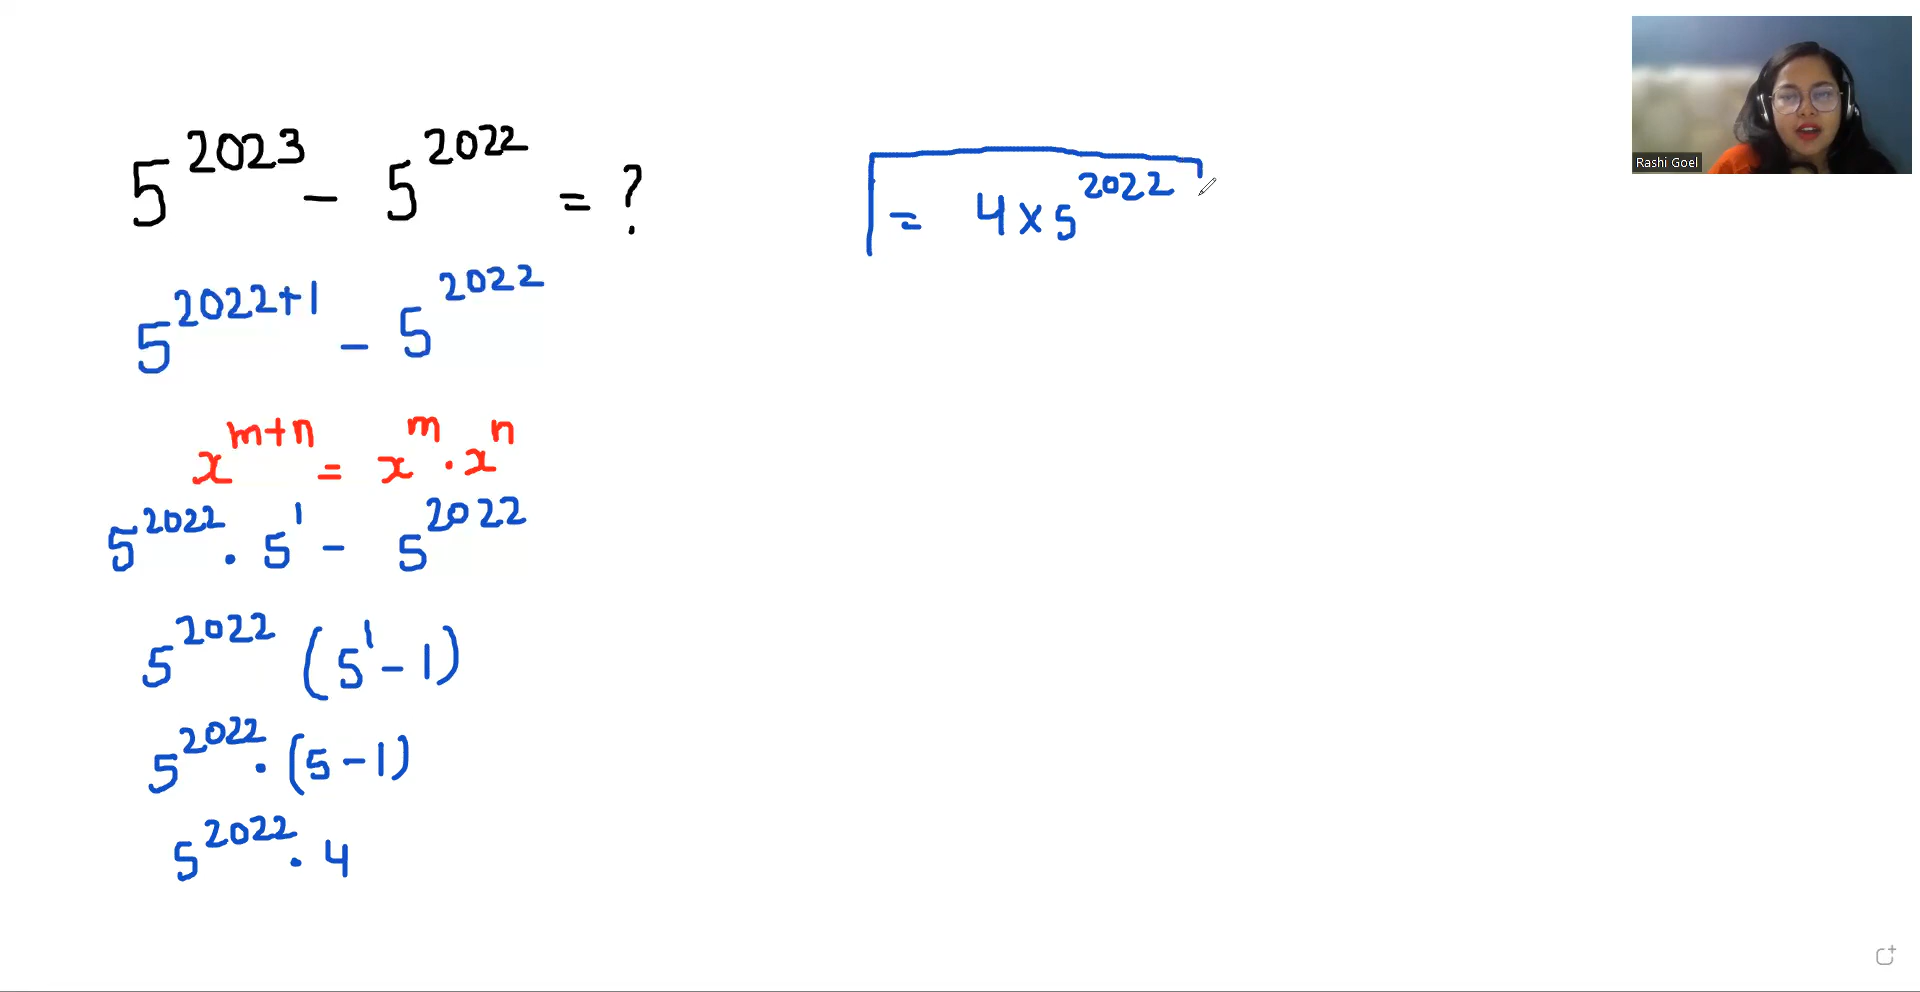 5^2023 - 5^2022 = ?
5^2022+1 - 5^2022
x^m+n = x^m . x^n
5^2022 . 5^1 - 5^2022
5^2022 (5^1 - 1)
5^2022 . (5 - 1)
5^2022 . 4
= 4 x 5^2022
Rashi Goel